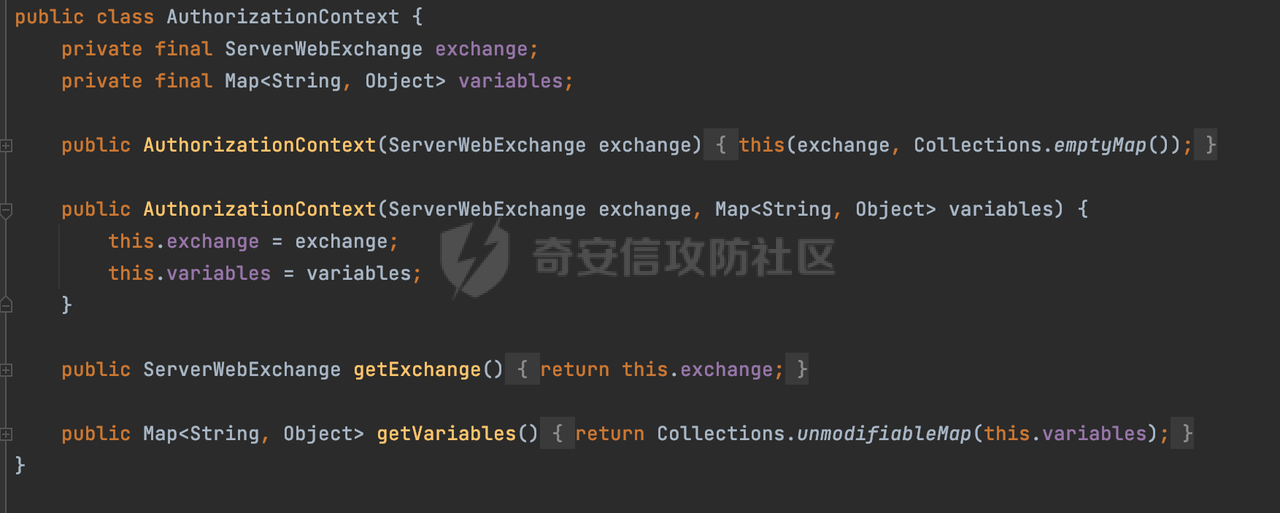 public class AuthorizationContext {
    private final ServerWebExchange exchange;
    private final Map<String, Object> variables;
    public AuthorizationContext(ServerWebExchange exchange) { this(exchange, Collections.emptyMap()); }
    public AuthorizationContext(ServerWebExchange exchange, Map<String, Object> variables) {
        this.exchange = exchange;
        this.variables = variables;
    }
奇安信攻防社区
    public ServerWebExchange getExchange() { return this.exchange; }
    public Map<String, Object> getVariables() { return Collections.unmodifiableMap(this.variables); }
}